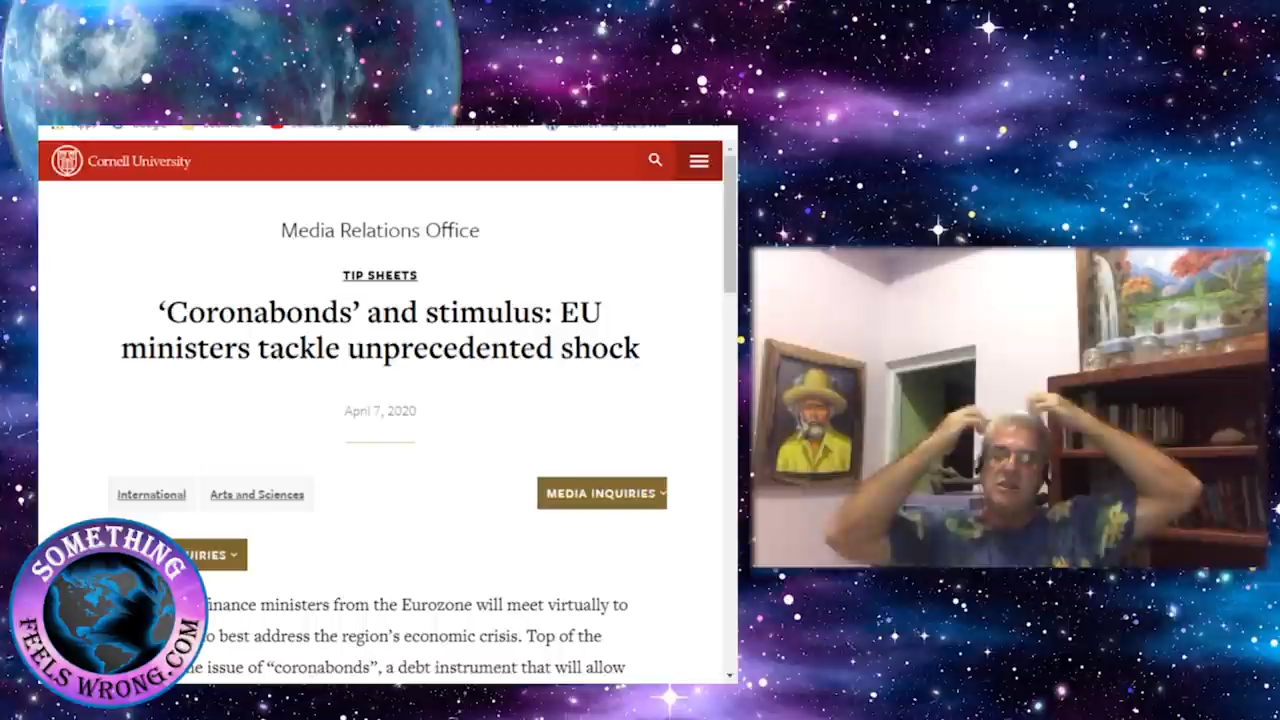 Cornell University
Media Relations Office
TIP SHEETS
‘Coronabonds’ and stimulus: EU
ministers tackle unprecedented shock
April 7, 2020
International Arts and Sciences
MEDIA INQUIRIES
inance ministers from the Eurozone will meet virtually to
best address the region’s economic crisis. Top of the
issue of “coronabonds”, a debt instrument that will allow
SOMETHING
FEELS WRONG.COM